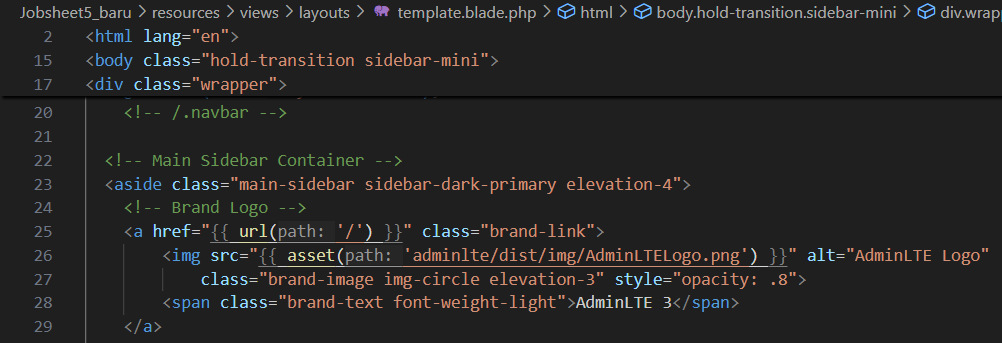 Jobsheet5_baru > resources > views > layouts > template.blade.php > html > body.hold-transition.sidebar-mini > div.wrapp
2 <html lang="en">
15 <body class="hold-transition sidebar-mini">
17 <div class="wrapper">
20 <!-- /.navbar -->
21
22 <!-- Main Sidebar Container -->
23 <aside class="main-sidebar sidebar-dark-primary elevation-4">
24 <!-- Brand Logo -->
25 <a href="{{ url(path: '/') }}" class="brand-link">
26 <img src="{{ asset(path: 'adminlte/dist/img/AdminLTELogo.png') }}" alt="AdminLTE Logo"
27 class="brand-image img-circle elevation-3" style="opacity: .8">
28 <span class="brand-text font-weight-light">AdminLTE 3</span>
29 </a>